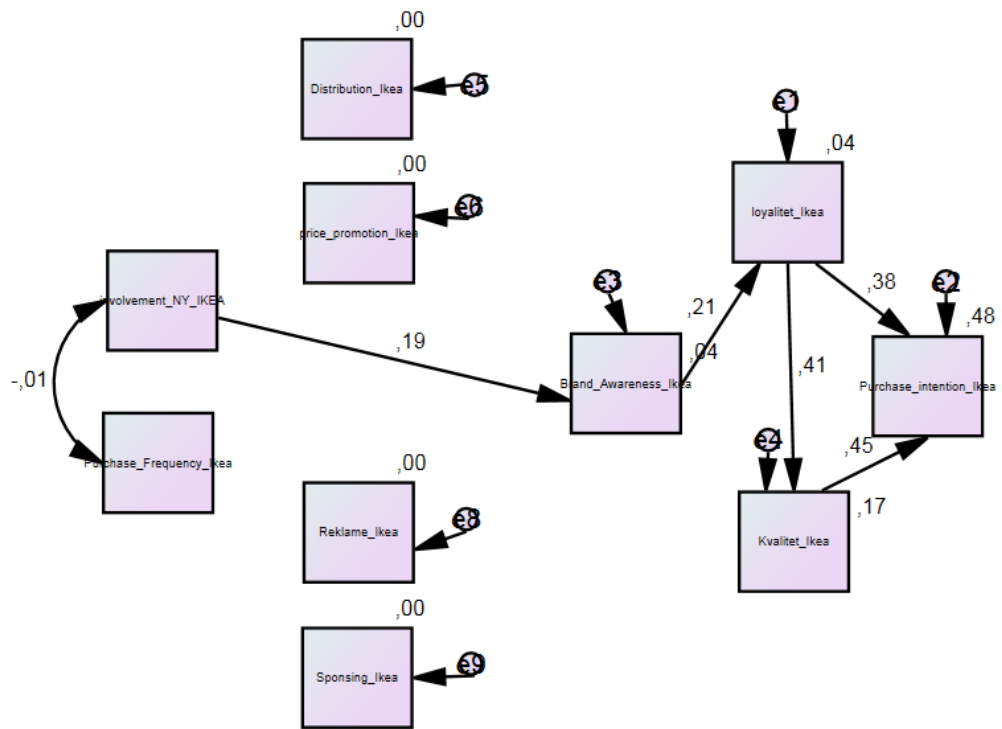 ,00
Distribution_Ikea
e5
,00
price_promotion_Ikea
e6
involvement_NY_IKEA
-,01
Purchase_Frequency_Ikea
,19
,00
Reklame_Ikea
e8
,00
Sponsing_Ikea
e9
e3
,04
Brand_Awareness_Ikea
,21
e1
,04
loyalitet_Ikea
,38
,41
e2
,48
Purchase_intention_Ikea
e4
,45
,17
Kvalitet_Ikea